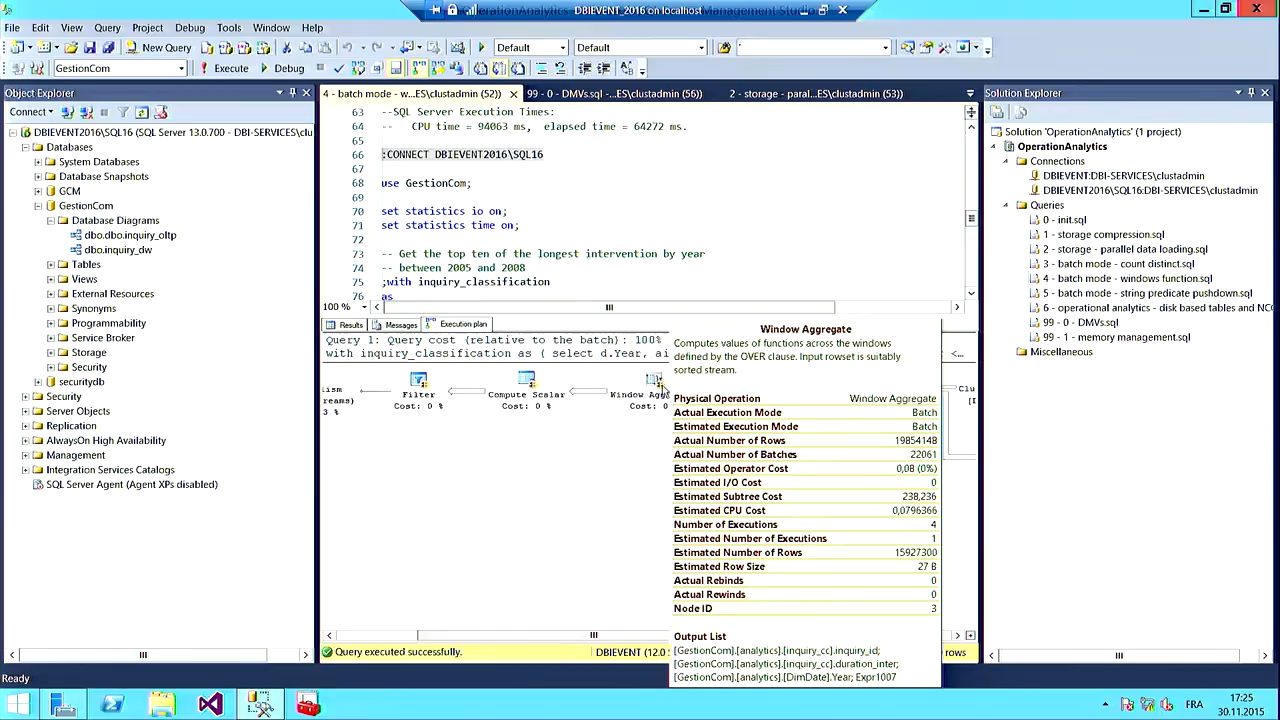 DBIEVENT_2016 on localhost
File Edit View Query Project Debug Tools Window Help
New Query Default Default
GestionCom Execute Debug
Object Explorer
Connect
DBIEVENT2016\SQL16 (SQL Server 13.0.700 - DBI-SERVICES\clu
Databases
System Databases
Database Snapshots
GCM
GestionCom
Database Diagrams
dbo.dbo.inquiry_oltp
dbo.inquiry_dw
Tables
Views
External Resources
Synonyms
Programmability
Service Broker
Storage
Security
securitydb
Security
Server Objects
Replication
AlwaysOn High Availability
Management
Integration Services Catalogs
SQL Server Agent (Agent XPs disabled)
4 - batch mode - w...ES\clustadmin (52)) 99 - 0 - DMVs.sql -...ES\clustadmin (56)) 2 - storage - paral...ES\clustadmin (53))
63 --SQL Server Execution Times:
64 -- CPU time = 94063 ms, elapsed time = 64272 ms.
65
66 :CONNECT DBIEVENT2016\SQL16
67
68 use GestionCom;
69
70 set statistics io on;
71 set statistics time on;
72
73 -- Get the top ten of the longest intervention by year
74 -- between 2005 and 2008
75 ;with inquiry_classification
76 as
100 %
Results Messages Execution plan
Query 1: Query cost (relative to the batch): 100%
with inquiry_classification as ( select d.Year, ai
<...
lism
reams)
3 %
Filter
Cost: 0 %
Compute Scalar
Cost: 0 %
Window Agg
Cost: 0
Clu
[I
Window Aggregate
Computes values of functions across the windows
defined by the OVER clause. Input rowset is suitably
sorted stream.
Physical Operation Window Aggregate
Actual Execution Mode Batch
Estimated Execution Mode Batch
Actual Number of Rows 19854148
Actual Number of Batches 22061
Estimated Operator Cost 0,08 (0%)
Estimated I/O Cost 0
Estimated Subtree Cost 238,236
Estimated CPU Cost 0,0796366
Number of Executions 4
Estimated Number of Executions 1
Estimated Number of Rows 15927300
Estimated Row Size 27 B
Actual Rebinds 0
Actual Rewinds 0
Node ID 3
Output List
[GestionCom].[analytics].[inquiry_cc].inquiry_id;
[GestionCom].[analytics].[inquiry_cc].duration_inter;
[GestionCom].[analytics].[DimDate].Year; Expr1007
Query executed successfully. DBIEVENT (12.0 rows
Solution Explorer
Solution 'OperationAnalytics' (1 project)
OperationAnalytics
Connections
DBIEVENT:DBI-SERVICES\clustadmin
DBIEVENT2016\SQL16:DBI-SERVICES\clustadmin
Queries
0 - init.sql
1 - storage compression.sql
2 - storage - parallel data loading.sql
3 - batch mode - count distinct.sql
4 - batch mode - windows function.sql
5 - batch mode - string predicate pushdown.sql
6 - operational analytics - disk based tables and NC
99 - 0 - DMVs.sql
99 - 1 - memory management.sql
Miscellaneous
Ready
FRA
17:25
30.11.2015